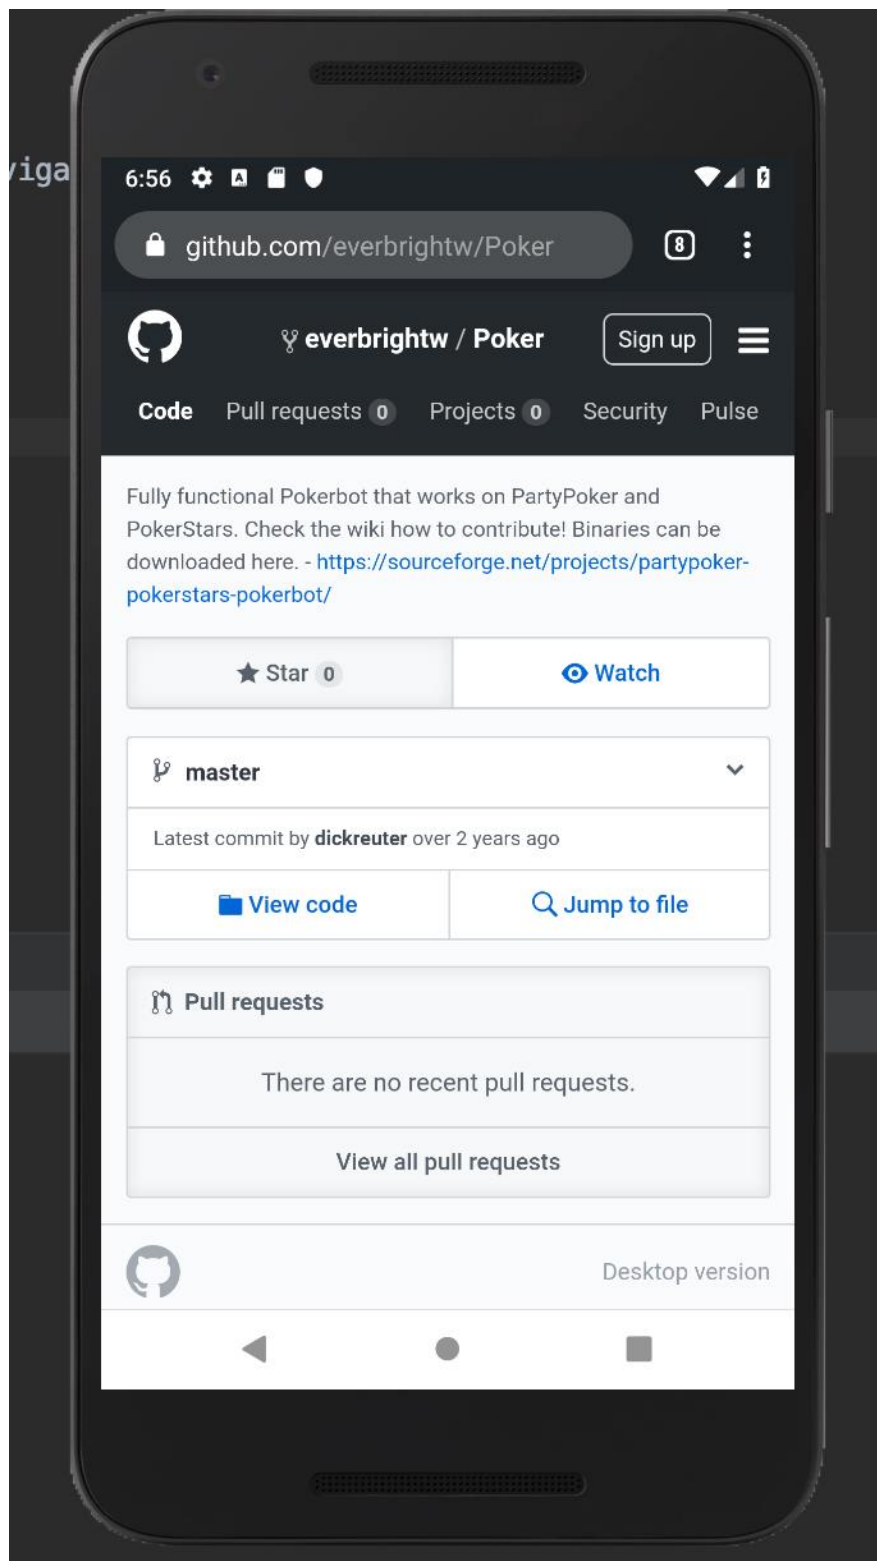 viga
6:56
github.com/everbrightw/Poker 8
everbrightw / Poker Sign up
Code Pull requests 0 Projects 0 Security Pulse
Fully functional Pokerbot that works on PartyPoker and
PokerStars. Check the wiki how to contribute! Binaries can be
downloaded here. - https://sourceforge.net/projects/partypoker-
pokerstars-pokerbot/
Star 0 Watch
master
Latest commit by dickreuter over 2 years ago
View code Jump to file
Pull requests
There are no recent pull requests.
View all pull requests
Desktop version